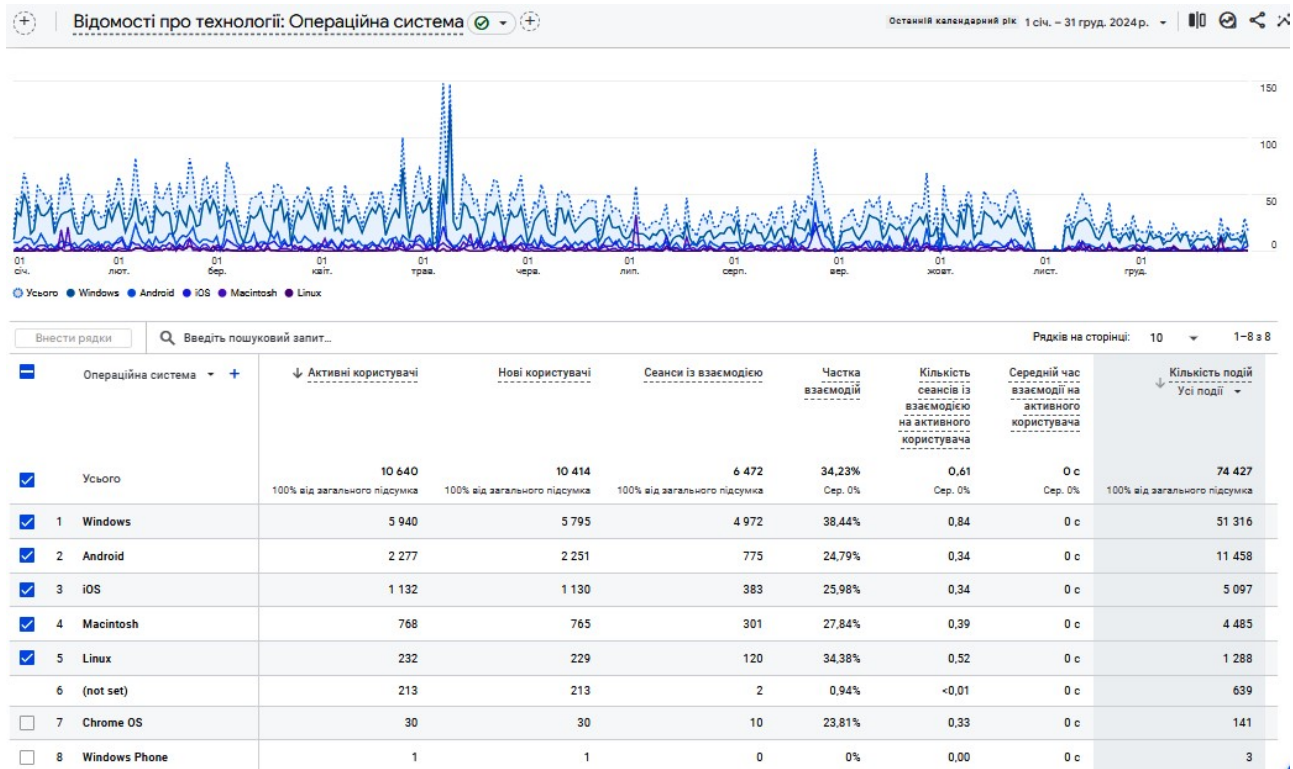 Відомості про технології: Операційна система
Останній календарний рік 1 січ. – 31 груд. 2024 р.
150
100
50
0
01 січ.
01 лют.
01 бер.
01 квіт.
01 трав.
01 черв.
01 лип.
01 серп.
01 вер.
01 жовт.
01 лист.
01 груд.
Усього Windows Android iOS Macintosh Linux
Внести рядки Введіть пошуковий запит... Рядків на сторінці: 10 1–8 з 8
Операційна система + ↓ Активні користувачі Нові користувачі Сеанси із взаємодією Частка взаємодій Кількість сеансів із взаємодією на активного користувача Середній час взаємодії на активного користувача ↓ Кількість подій
Усі події
Усього 10 640 10 414 6 472 34,23% 0,61 0 с 74 427
100% від загального підсумка 100% від загального підсумка 100% від загального підсумка Сер. 0% Сер. 0% Сер. 0% 100% від загального підсумка
1 Windows 5 940 5 795 4 972 38,44% 0,84 0 с 51 316
2 Android 2 277 2 251 775 24,79% 0,34 0 с 11 458
3 iOS 1 132 1 130 383 25,98% 0,34 0 с 5 097
4 Macintosh 768 765 301 27,84% 0,39 0 с 4 485
5 Linux 232 229 120 34,38% 0,52 0 с 1 288
6 (not set) 213 213 2 0,94% <0,01 0 с 639
7 Chrome OS 30 30 10 23,81% 0,33 0 с 141
8 Windows Phone 1 1 0 0% 0,00 0 с 3